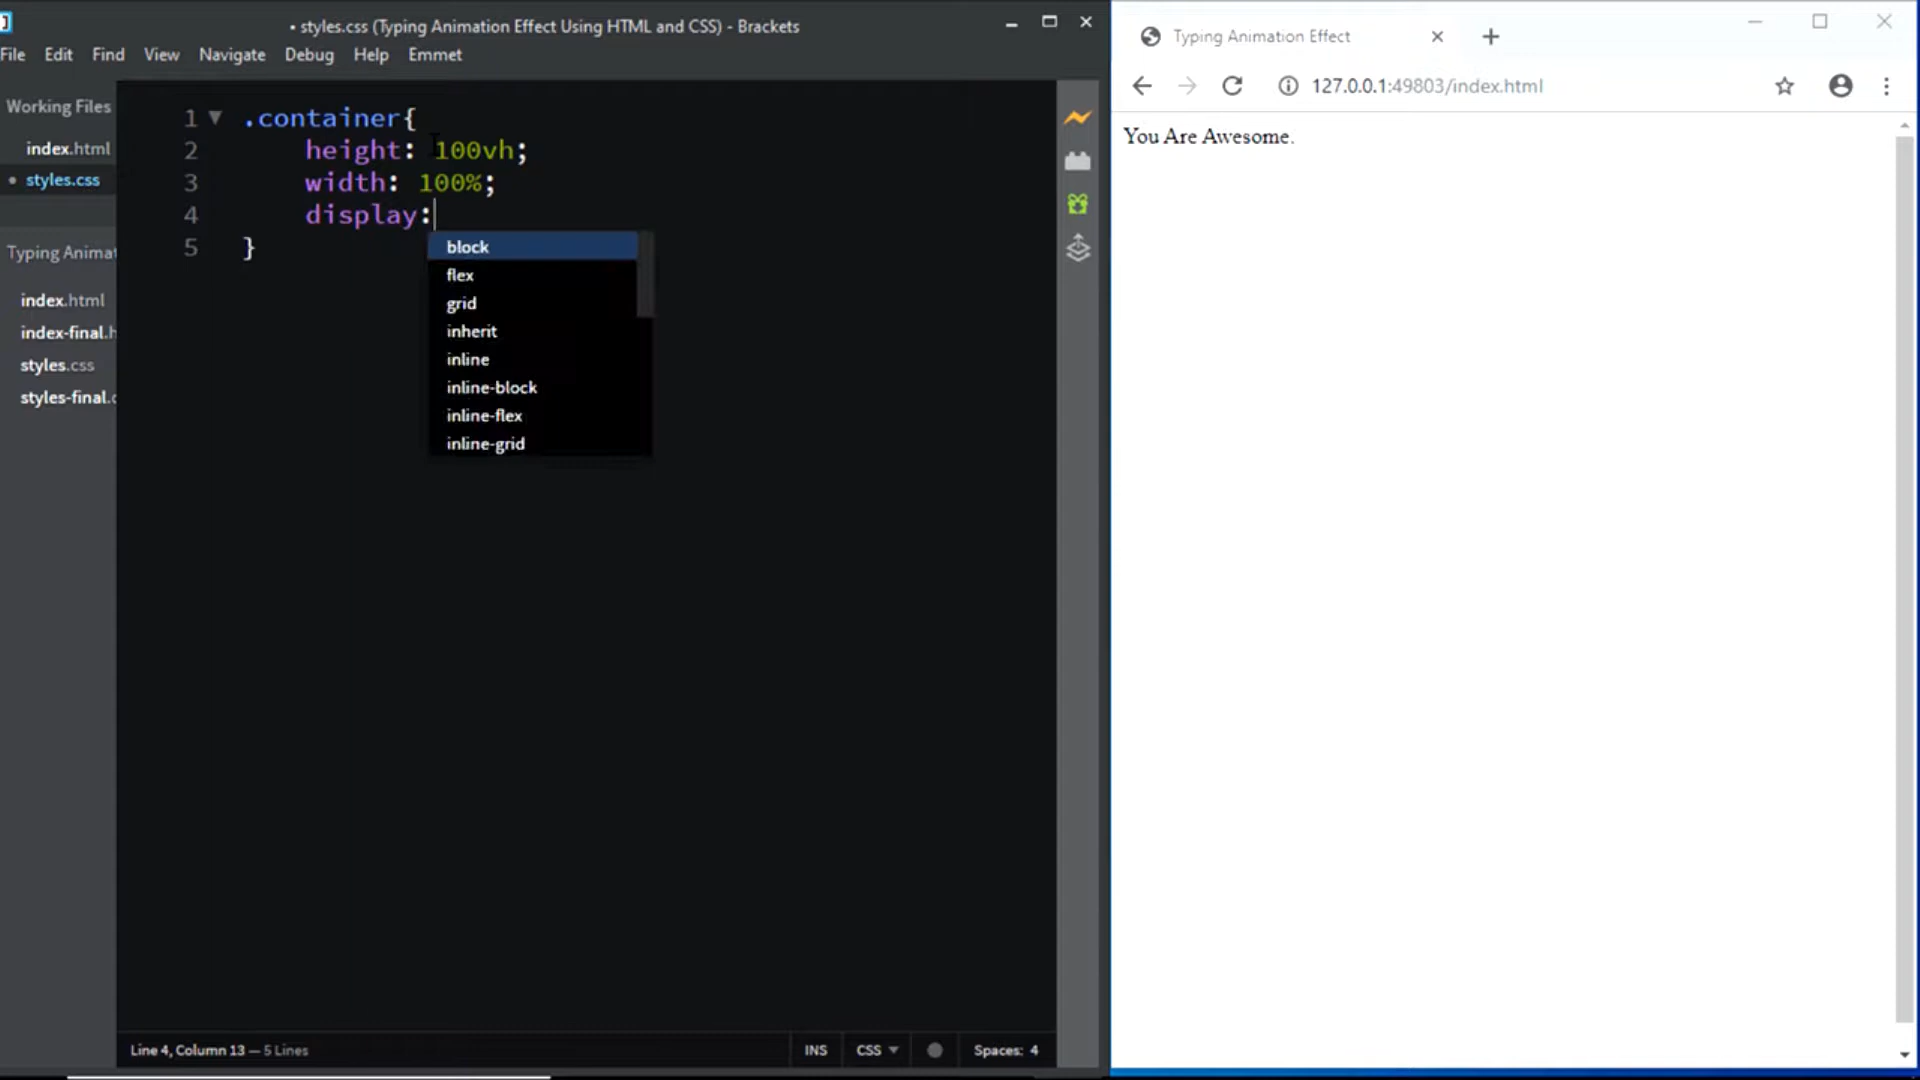 • styles.css (Typing Animation Effect Using HTML and CSS) - Brackets
File Edit Find View Navigate Debug Help Emmet
Working Files
index.html
• styles.css
Typing Animat
index.html
index-final.h
styles.css
styles-final.c
1 .container{
2 height: 100vh;
3 width: 100%;
4 display:
5 }
block
flex
grid
inherit
inline
inline-block
inline-flex
inline-grid
Line 4, Column 13 — 5 Lines
INS CSS Spaces: 4
Typing Animation Effect
127.0.0.1:49803/index.html
You Are Awesome.